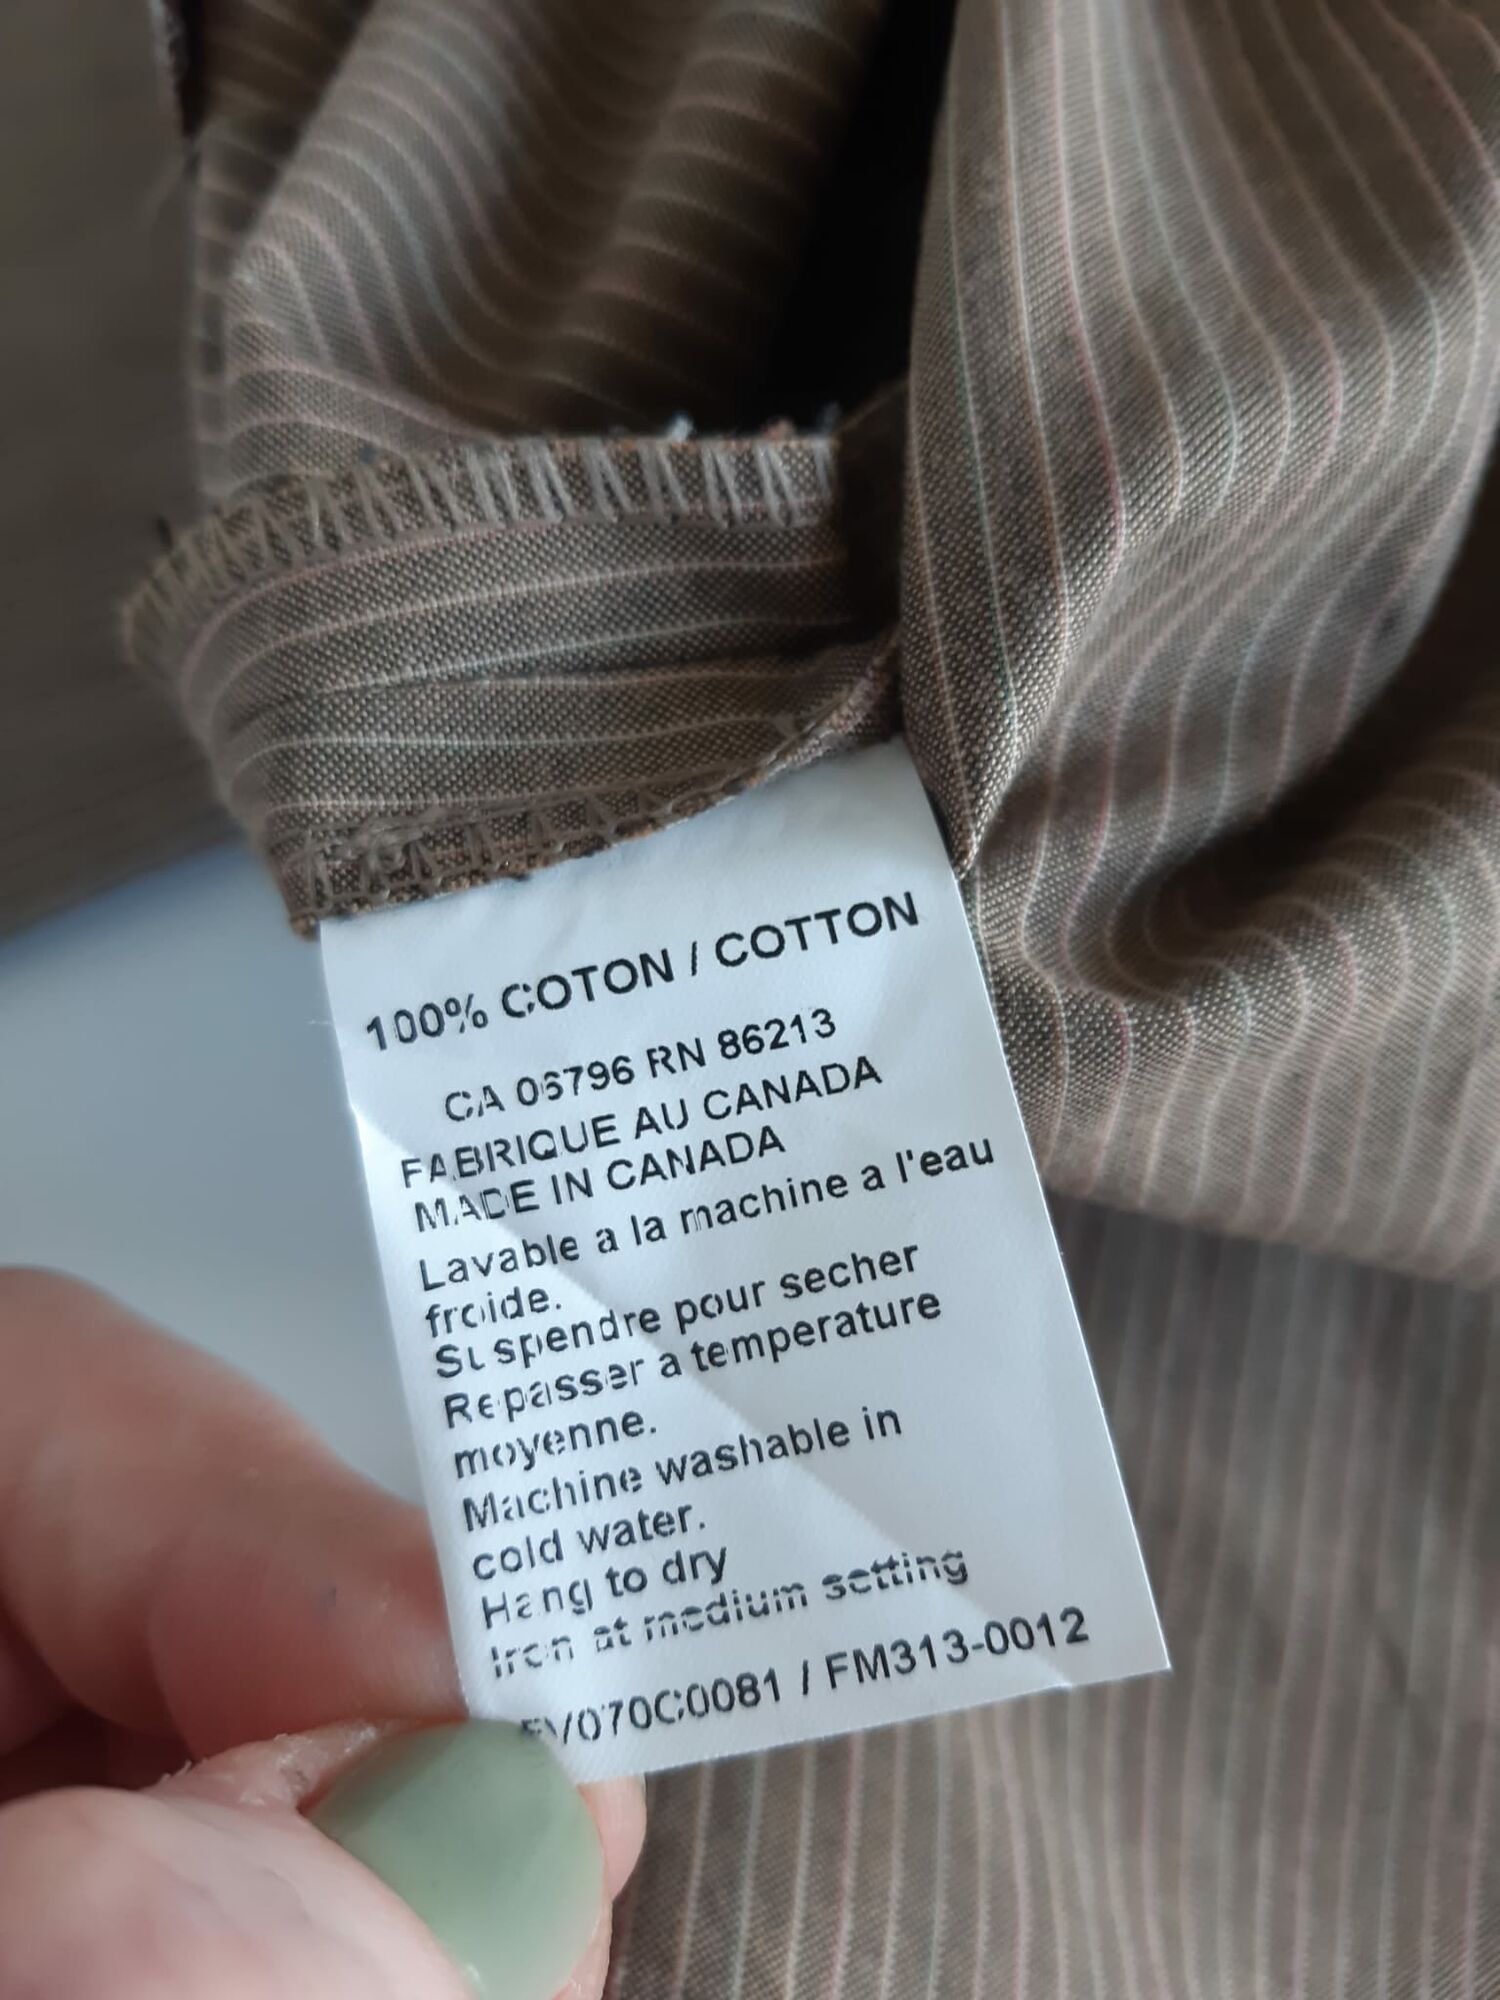 100% COTON / COTTON
CA 06796 RN 86213
FABRIQUE AU CANADA
MADE IN CANADA
Lavable a la machine a l'eau
froide.
Suspendre pour secher
Repasser a temperature
moyenne.
Machine washable in
cold water.
Hang to dry
Iron at medium setting
/ FM313-0012